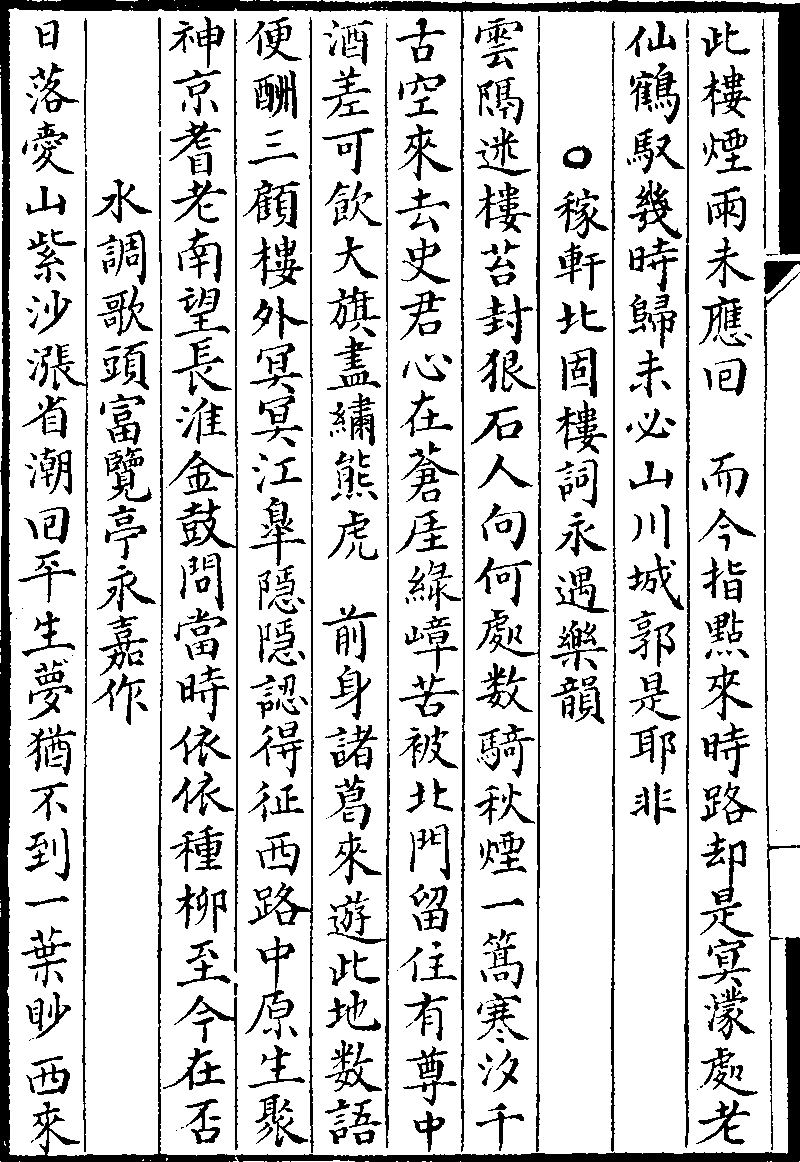 此樓煙雨未應回　而今指點來時路却是㝠濛處老
仙鶴馭幾時歸未必山川城郭是耶非
○稼軒北固樓詞永遇樂韻
雲隔迷樓苔封狠石人向何處数騎秋煙一篙寒汐千
古空來去史君心在蒼厓綠嶂苦被北門留住有尊中
酒差可飲大旗盡繡熊虎　前身諸葛來遊此地数語
便酬三顧樓外㝠㝠江臯隱隱認得征西路中原生聚
神京耆老南望長淮金鼓問當時依依種柳至今在否
水調歌頭富覽亭永嘉作
日落愛山紫沙漲省潮回平生夢猶不到一葉眇西來